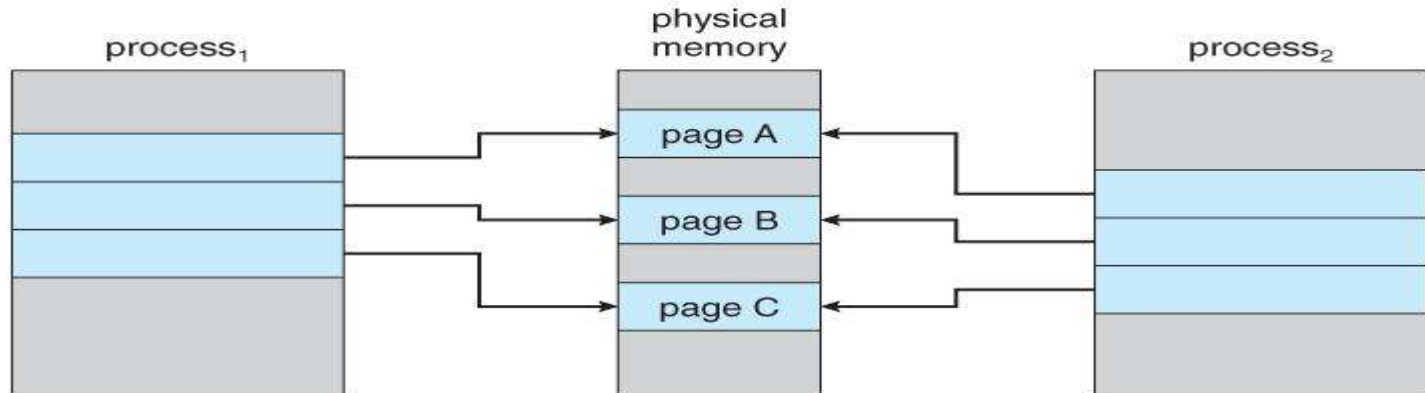 process₁
physical
memory
process₂
page A
page B
page C